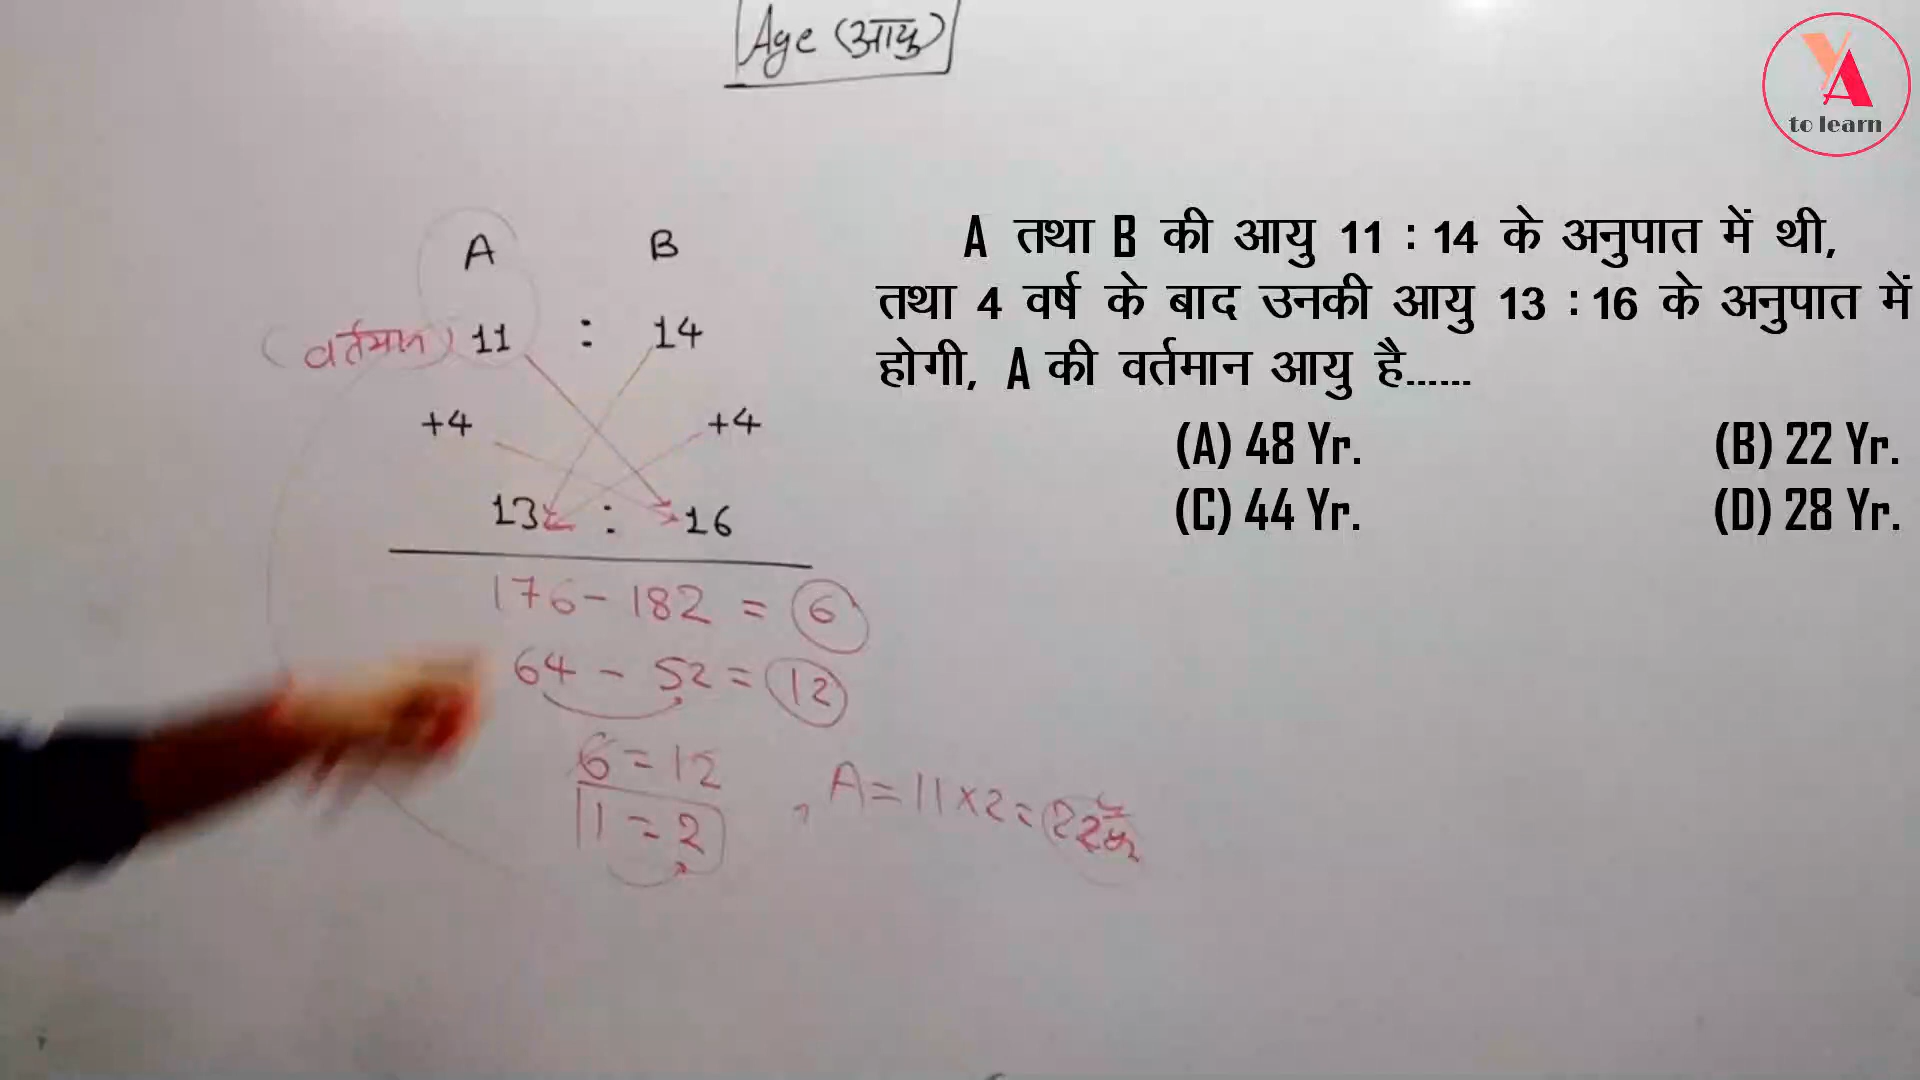 Age (आयु)
YA
to learn
A तथा B की आयु 11 : 14 के अनुपात में थी,
तथा 4 वर्ष के बाद उनकी आयु 13 : 16 के अनुपात में
होगी, A की वर्तमान आयु है......
(A) 48 Yr. (B) 22 Yr.
(C) 44 Yr. (D) 28 Yr.
A B
(वर्तमान) 11 : 14
+4 +4
13 : 16
176 - 182 = 6
64 - 52 = 12
6 = 12
1 = 2 , A = 11 × 2 = 22